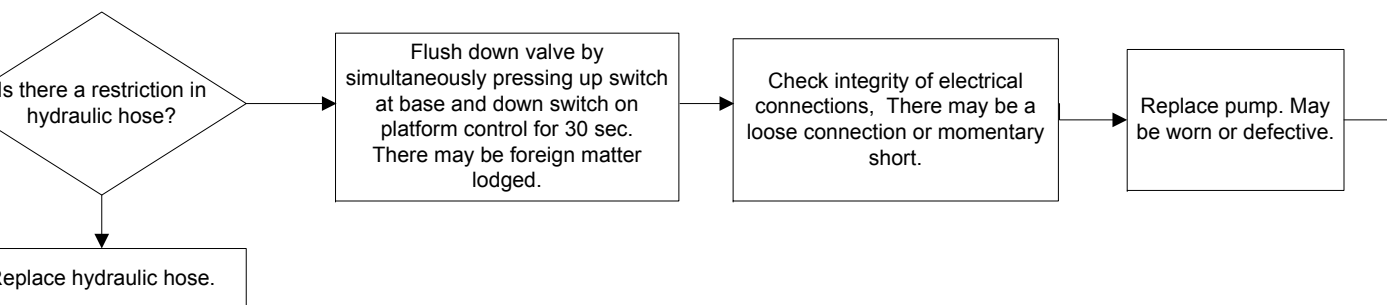 Is there a restriction in
hydraulic hose?
Flush down valve by
simultaneously pressing up switch
at base and down switch on
platform control for 30 sec.
There may be foreign matter
lodged.
Check integrity of electrical
connections,  There may be a
loose connection or momentary
short.
Replace pump. May
be worn or defective.
Replace hydraulic hose.